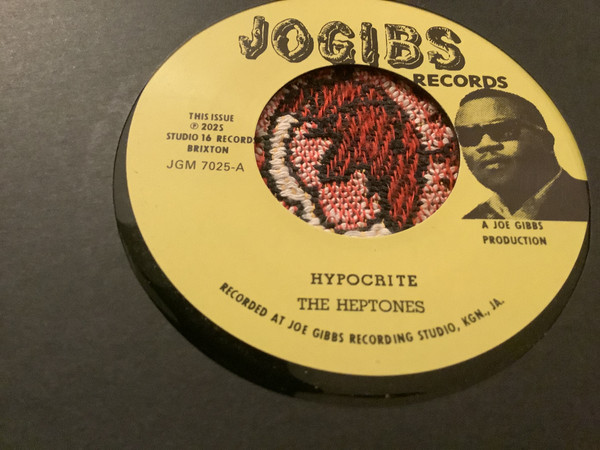 JOGIBS
RECORDS
THIS ISSUE
℗ 2025
STUDIO 16 RECORDS
BRIXTON
JGM 7025-A
A JOE GIBBS
PRODUCTION
HYPOCRITE
THE HEPTONES
RECORDED AT JOE GIBBS RECORDING STUDIO, KGN., JA.